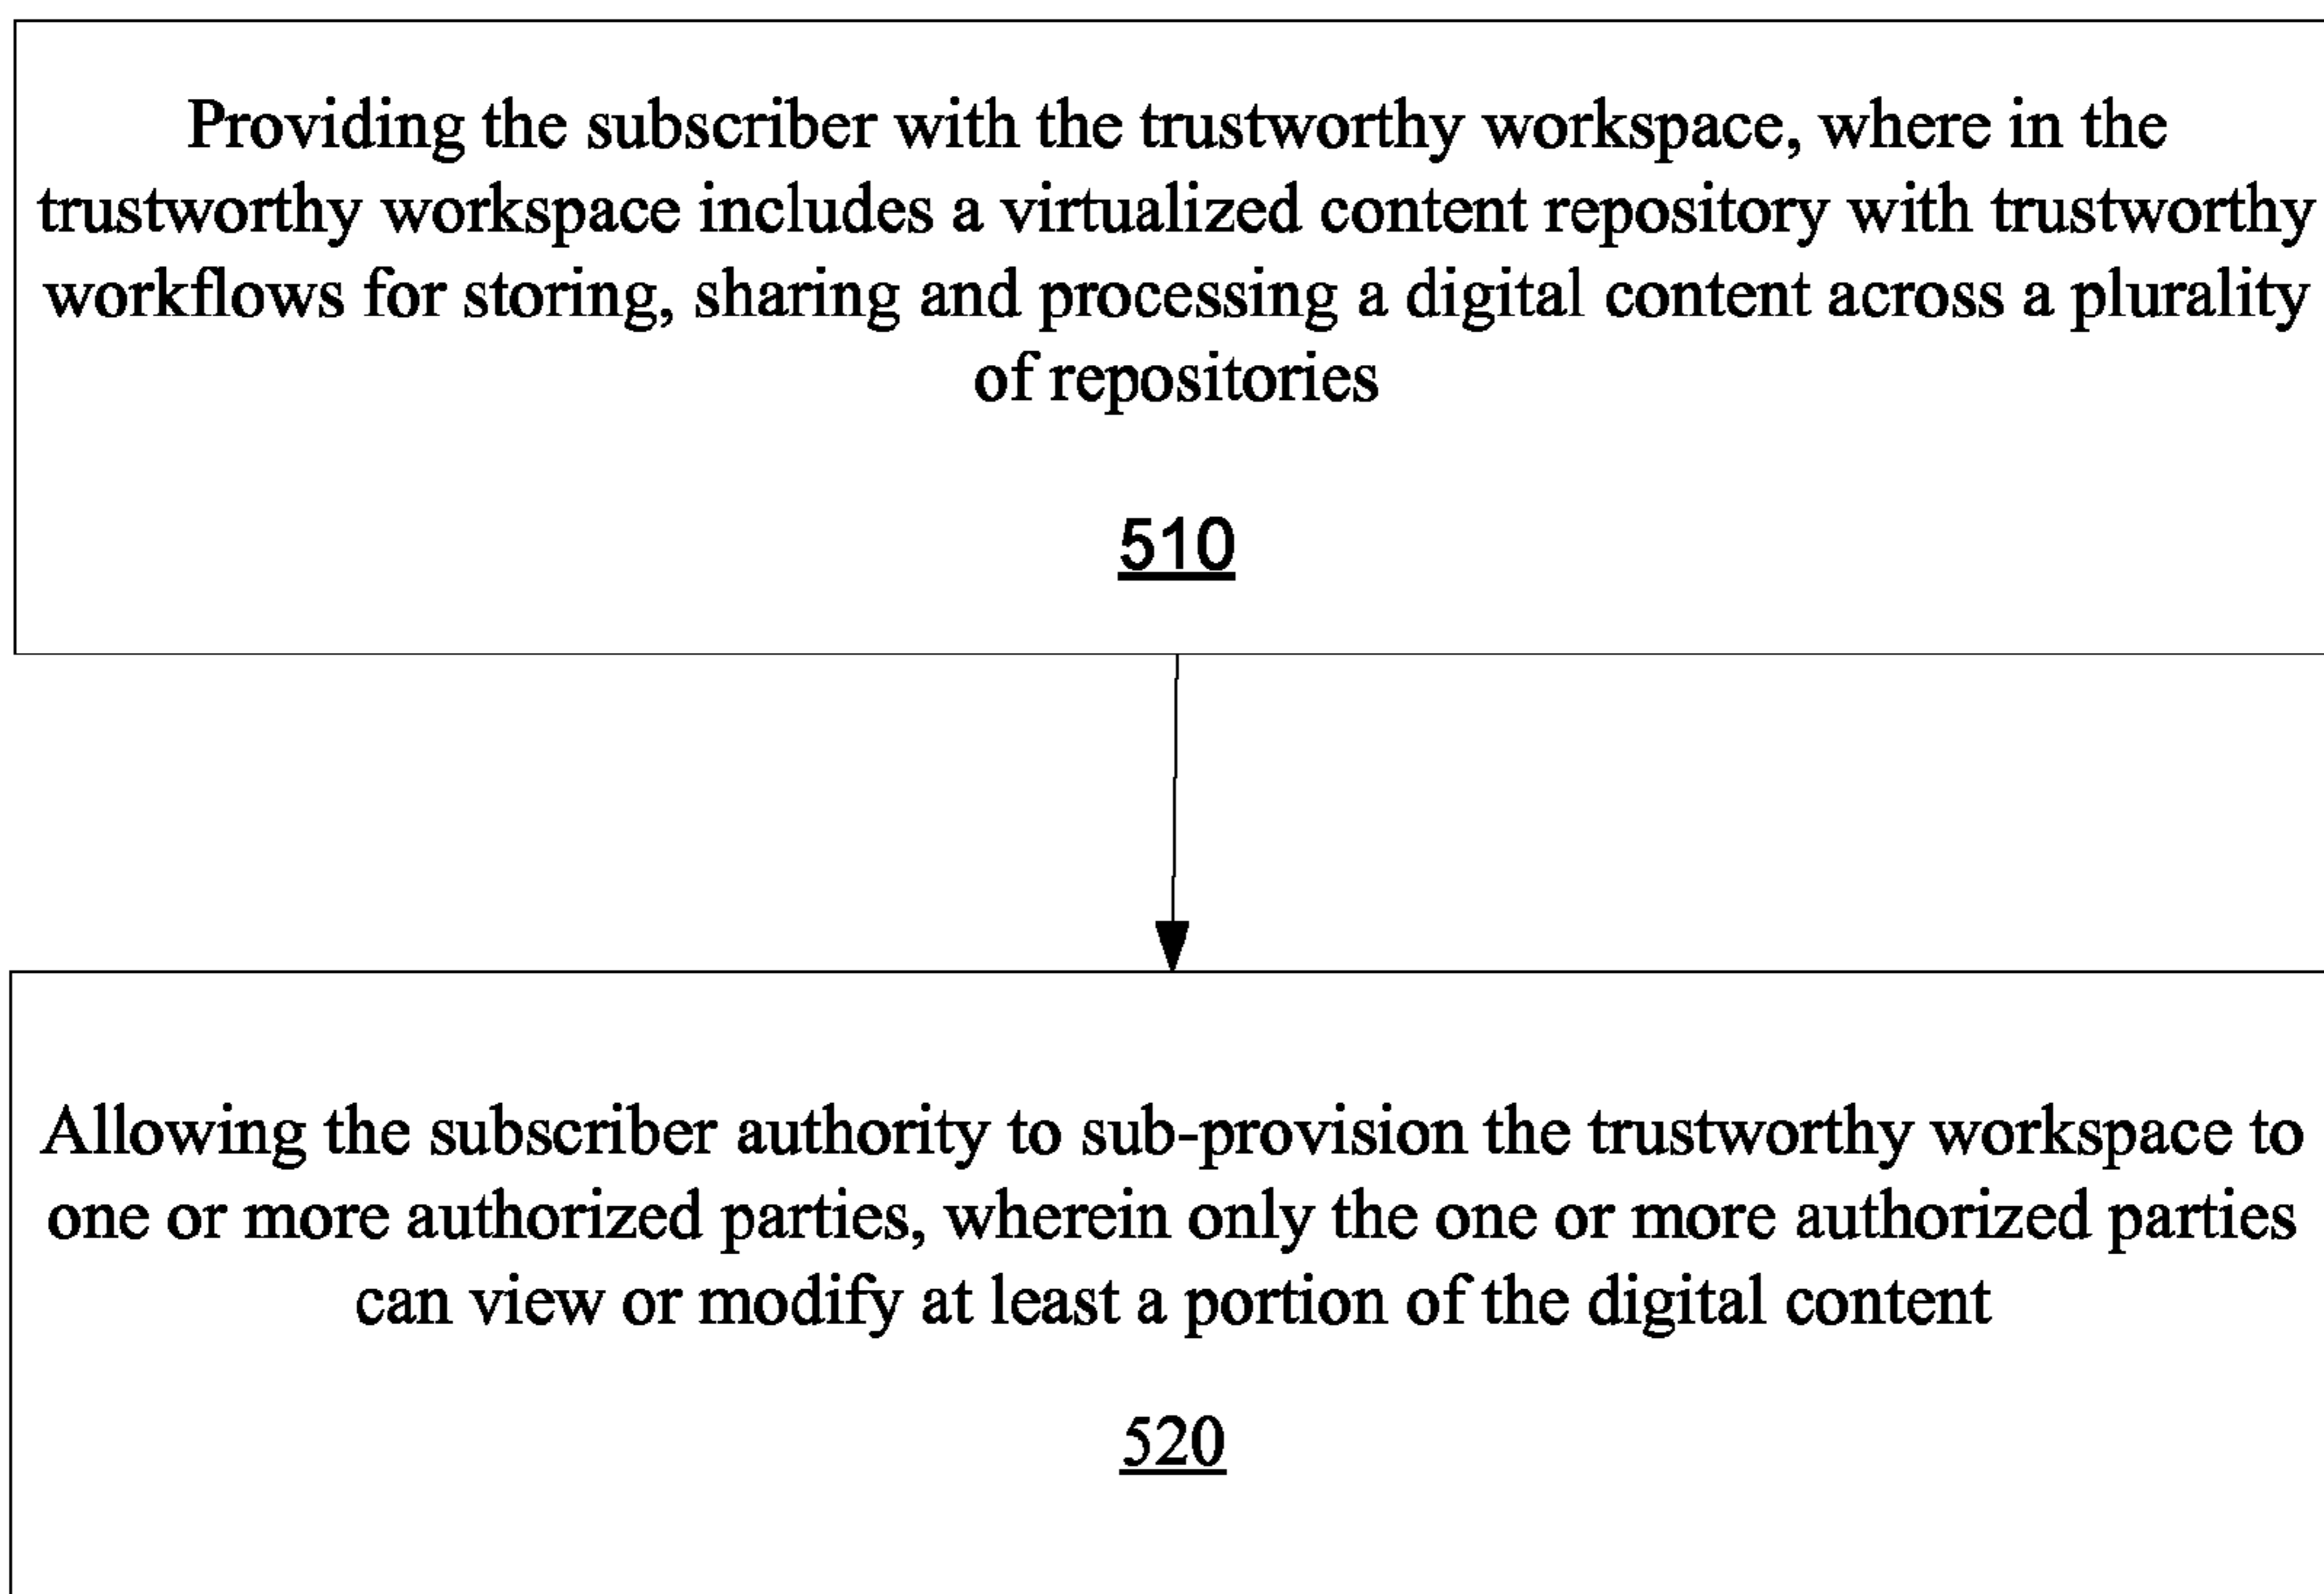 Providing the subscriber with the trustworthy workspace, where in the
trustworthy workspace includes a virtualized content repository with trustworthy
workflows for storing, sharing and processing a digital content across a plurality
of repositories
510
Allowing the subscriber authority to sub-provision the trustworthy workspace to
one or more authorized parties, wherein only the one or more authorized parties
can view or modify at least a portion of the digital content
520